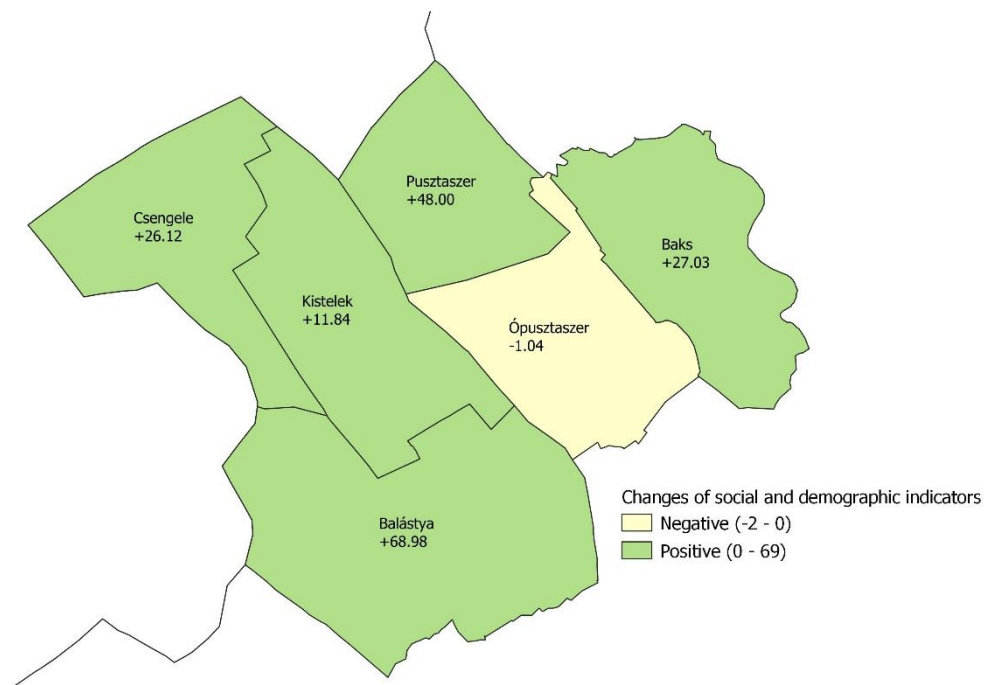 Pusztaszer
+48.00
Csengele
+26.12
Baks
+27.03
Kistelek
+11.84
Ópusztaszer
-1.04
Balástya
+68.98
Changes of social and demographic indicators
Negative (-2 - 0)
Positive (0 - 69)